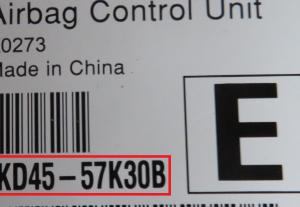 Airbag Control Unit
0273
Made in China
KD45-57K30B
E